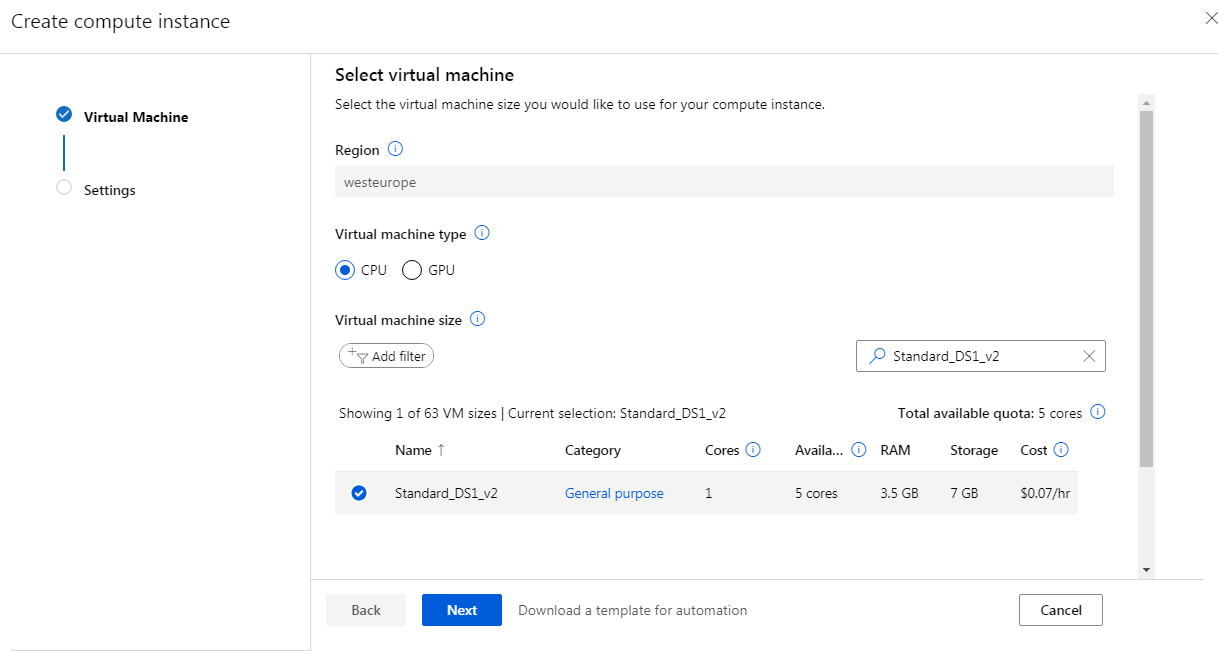 Create compute instance
Virtual Machine
Settings
Select virtual machine
Select the virtual machine size you would like to use for your compute instance.
Region
westeurope
Virtual machine type
CPU GPU
Virtual machine size
Add filter
Standard_DS1_v2
Showing 1 of 63 VM sizes | Current selection: Standard_DS1_v2
Total available quota: 5 cores
Name ↑ Category Cores Availa... RAM Storage Cost
Standard_DS1_v2 General purpose 1 5 cores 3.5 GB 7 GB $0.07/hr
Back Next Download a template for automation Cancel